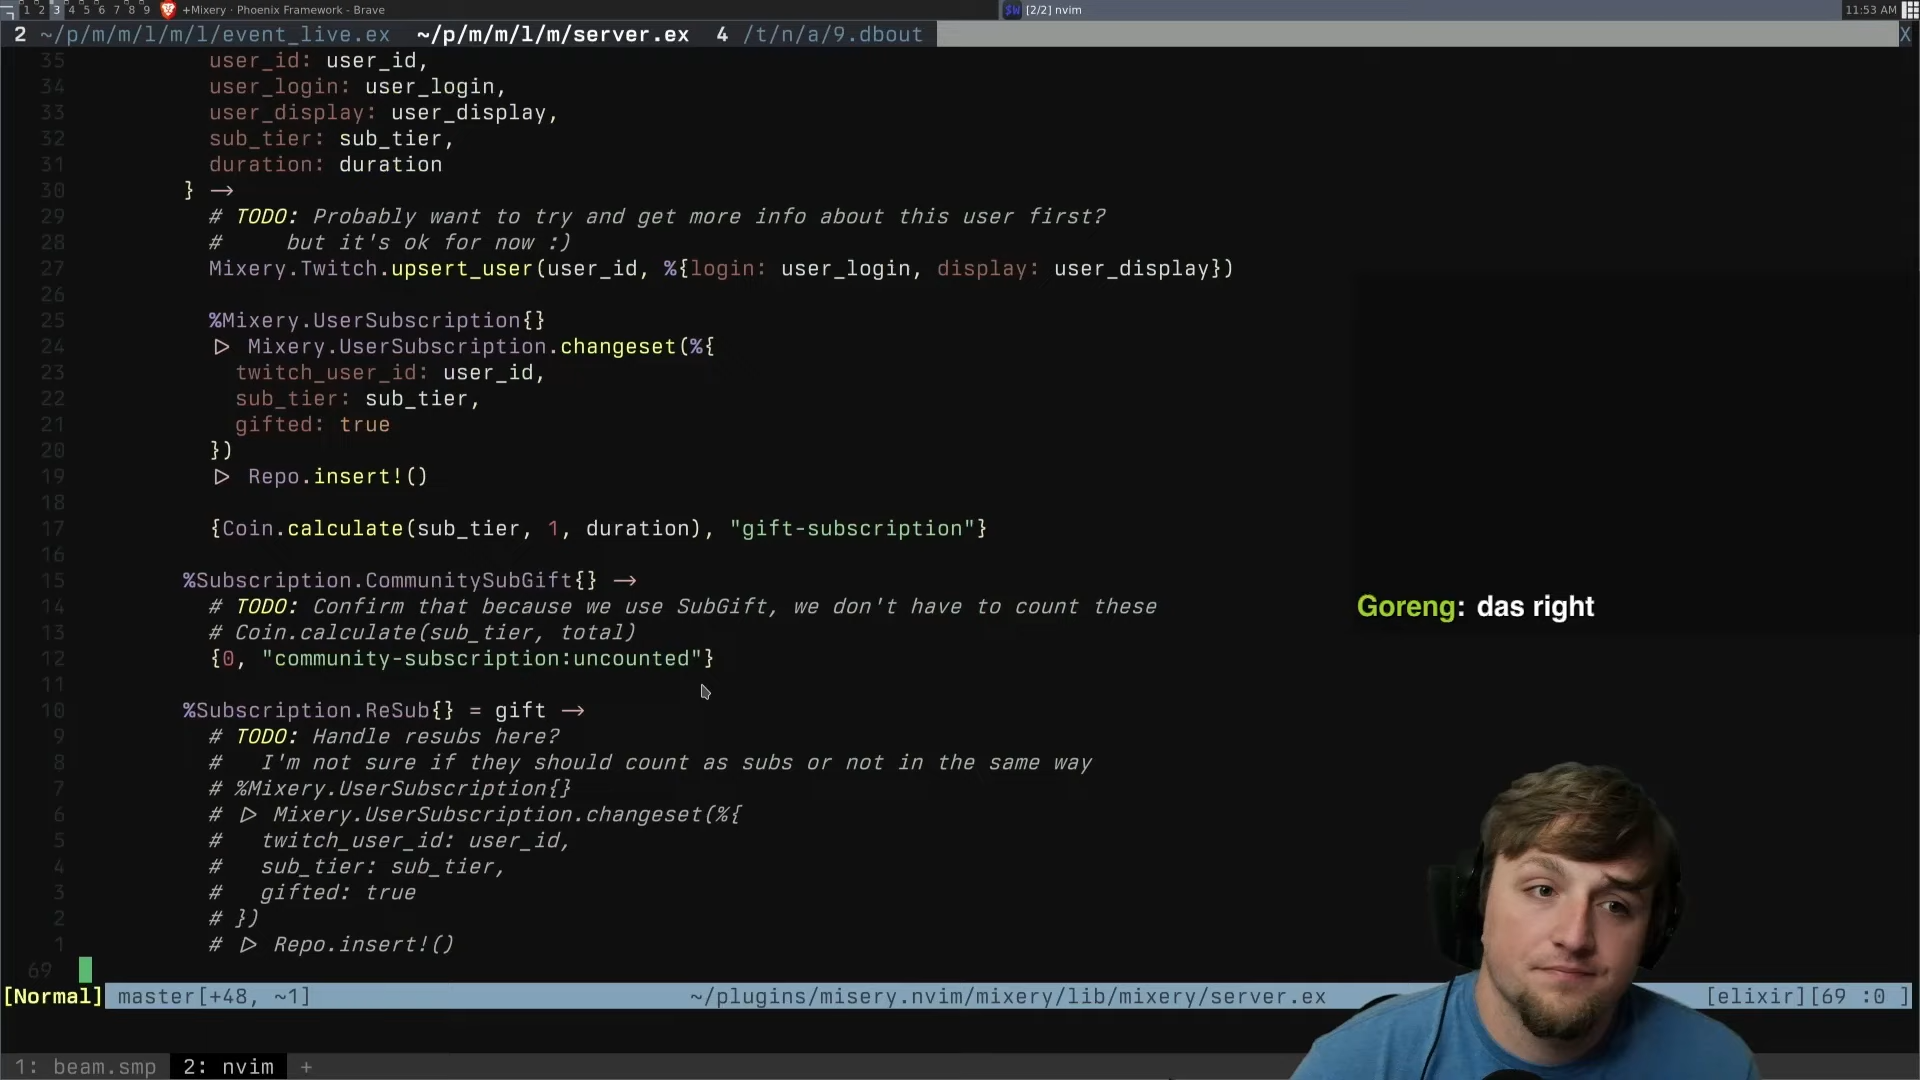 1 2 3 4 5 6 7 8 9 +Mixery · Phoenix Framework - Brave [2/2] nvim 11:53 AM
2 ~/p/m/m/l/m/l/event_live.ex ~/p/m/m/l/m/server.ex 4 /t/n/a/9.dbout X
35 user_id: user_id,
34 user_login: user_login,
33 user_display: user_display,
32 sub_tier: sub_tier,
31 duration: duration
30 } →
29 # TODO: Probably want to try and get more info about this user first?
28 # but it's ok for now :)
27 Mixery.Twitch.upsert_user(user_id, %{login: user_login, display: user_display})
26
25 %Mixery.UserSubscription{}
24 ▷ Mixery.UserSubscription.changeset(%{
23 twitch_user_id: user_id,
22 sub_tier: sub_tier,
21 gifted: true
20 })
19 ▷ Repo.insert!()
18
17 {Coin.calculate(sub_tier, 1, duration), "gift-subscription"}
16
15 %Subscription.CommunitySubGift{} →
14 # TODO: Confirm that because we use SubGift, we don't have to count these
13 # Coin.calculate(sub_tier, total)
12 {0, "community-subscription:uncounted"}
11
10 %Subscription.ReSub{} = gift →
9 # TODO: Handle resubs here?
8 # I'm not sure if they should count as subs or not in the same way
7 # %Mixery.UserSubscription{}
6 # ▷ Mixery.UserSubscription.changeset(%{
5 # twitch_user_id: user_id,
4 # sub_tier: sub_tier,
3 # gifted: true
2 # })
1 # ▷ Repo.insert!()
69
Goreng: das right
[Normal] master[+48, ~1] ~/plugins/misery.nvim/mixery/lib/mixery/server.ex [elixir][69 :0 ]
1: beam.smp 2: nvim +